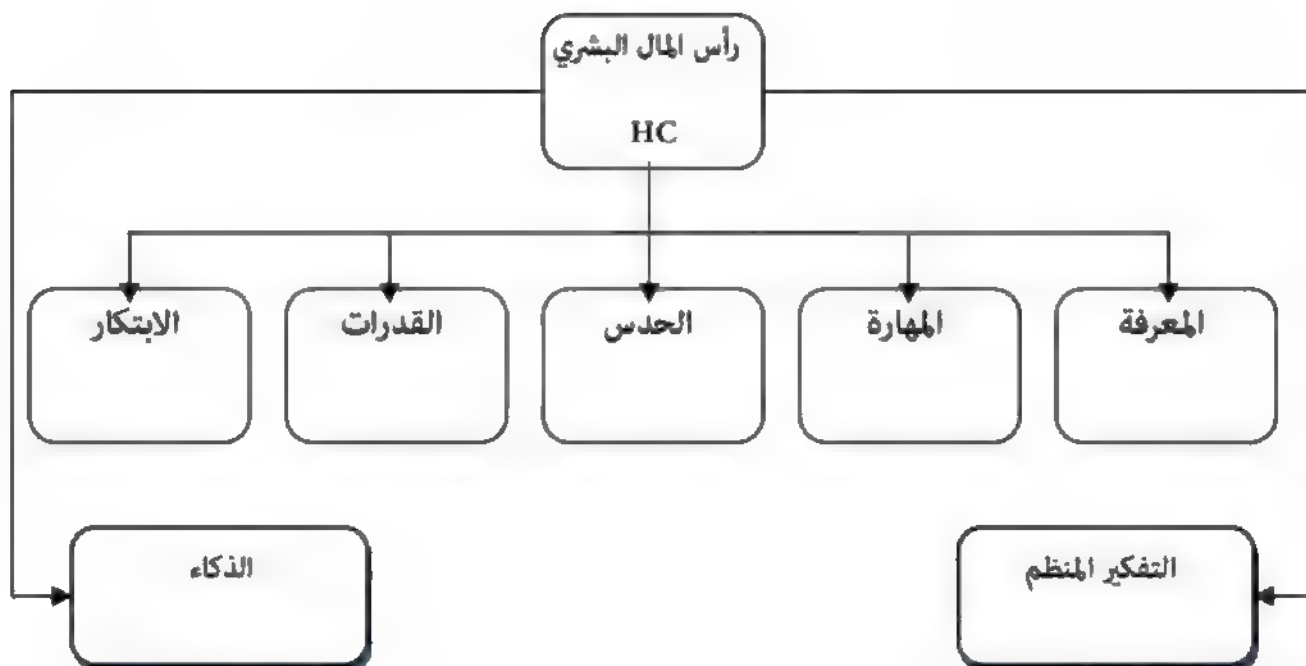 رأس المال البشري
HC
المعرفة
المهارة
الحدس
القدرات
الابتكار
التفكير المنظم
الذكاء